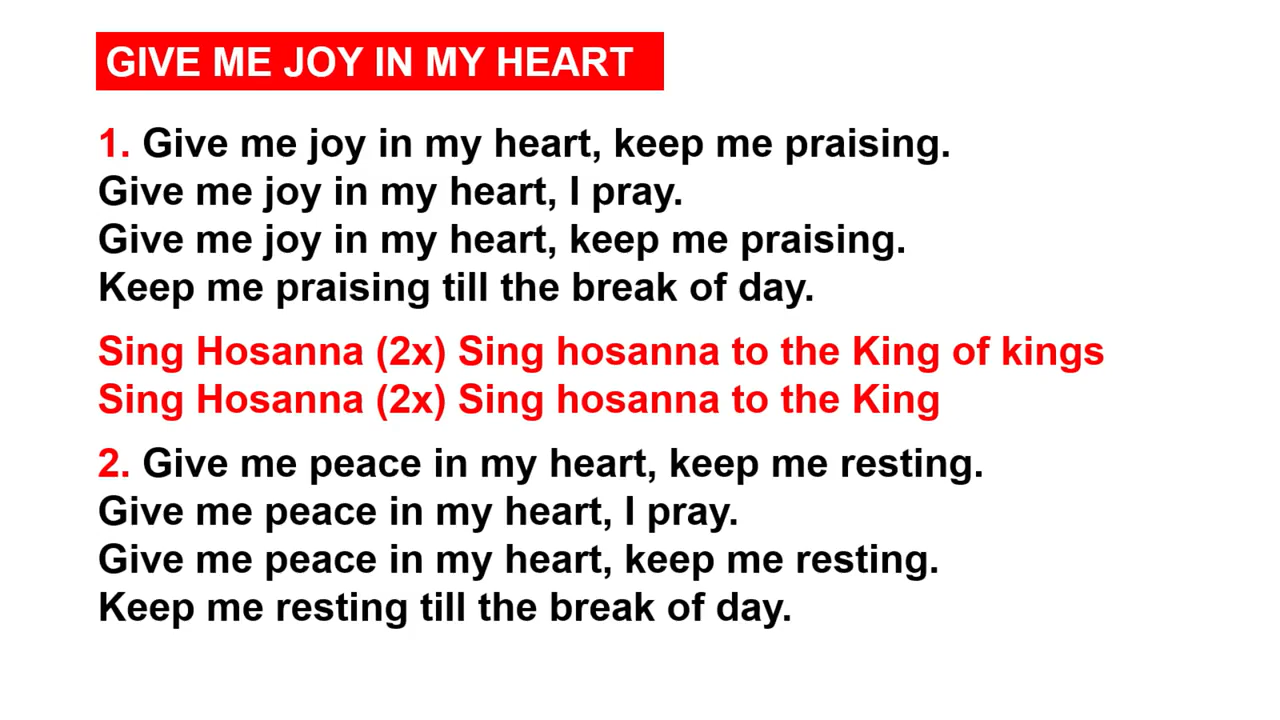 GIVE ME JOY IN MY HEART
1. Give me joy in my heart, keep me praising.
Give me joy in my heart, I pray.
Give me joy in my heart, keep me praising.
Keep me praising till the break of day.
Sing Hosanna (2x) Sing hosanna to the King of kings
Sing Hosanna (2x) Sing hosanna to the King
2. Give me peace in my heart, keep me resting.
Give me peace in my heart, I pray.
Give me peace in my heart, keep me resting.
Keep me resting till the break of day.